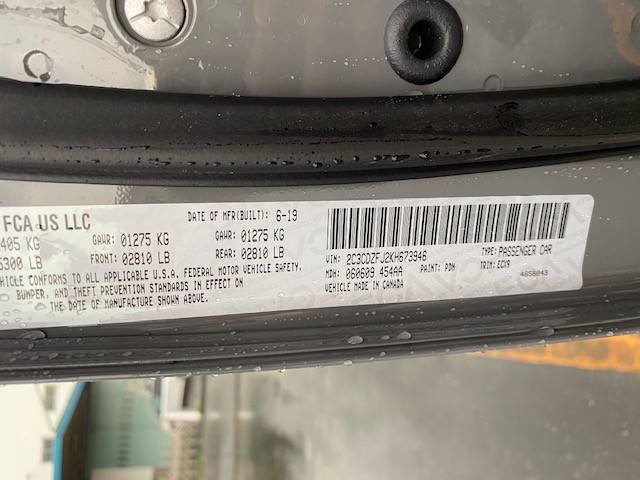 FCA US LLC
DATE OF MFR(BUILT): 6-19
405 KG GAWR: 01275 KG GAWR: 01275 KG
5300 LB FRONT: 02810 LB REAR: 02810 LB
VEHICLE CONFORMS TO ALL APPLICABLE U.S.A. FEDERAL MOTOR VEHICLE SAFETY,
BUMPER, AND THEFT PREVENTION STANDARDS IN EFFECT ON
THE DATE OF MANUFACTURE SHOWN ABOVE.
VIN: 2C3CDZFJ2KH673946 TYPE: PASSENGER CAR
MDH: 060609 454AA PAINT: PDN TRIM: ECX9
VEHICLE MADE IN CANADA 4658843